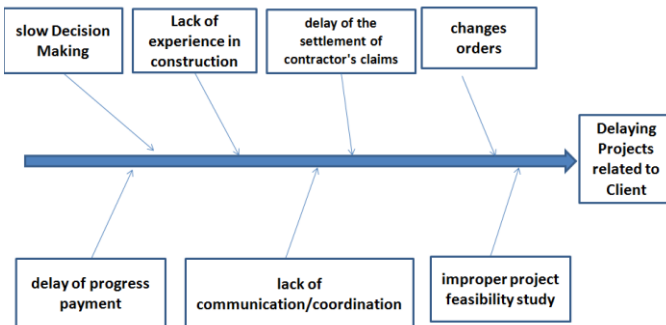 slow Decision
Making
Lack of
experience in
construction
delay of the
settlement of
contractor's claims
changes
orders
Delaying
Projects
related to
Client
delay of progress
payment
lack of
communication/coordination
improper project
feasibility study